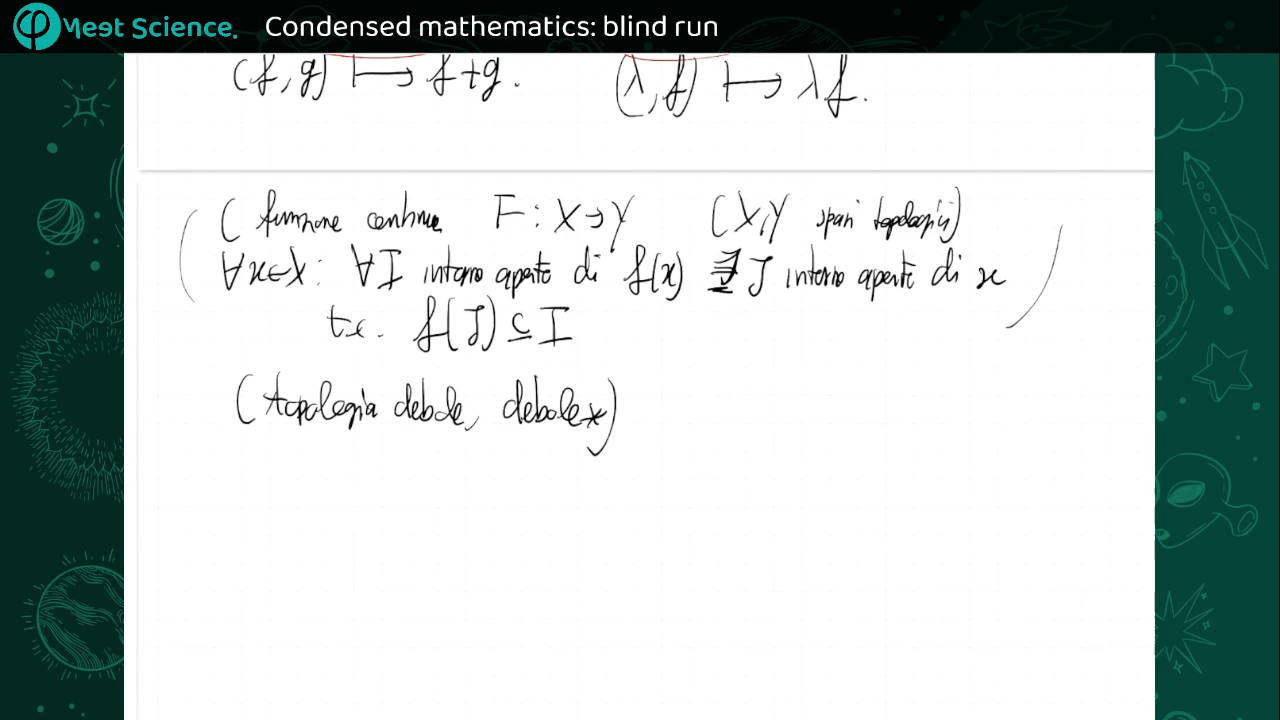 Meet Science.
Condensed mathematics: blind run
(f, g) ⟼ f+g.
(λ, f) ⟼ λf.
( funzione continua F: X → Y (X, Y spazi topologici)
∀x∈X: ∀I intorno aperto di f(x) ∃J intorno aperto di x
t.c. f(J) ⊆ I
(topologia debole, debole*)